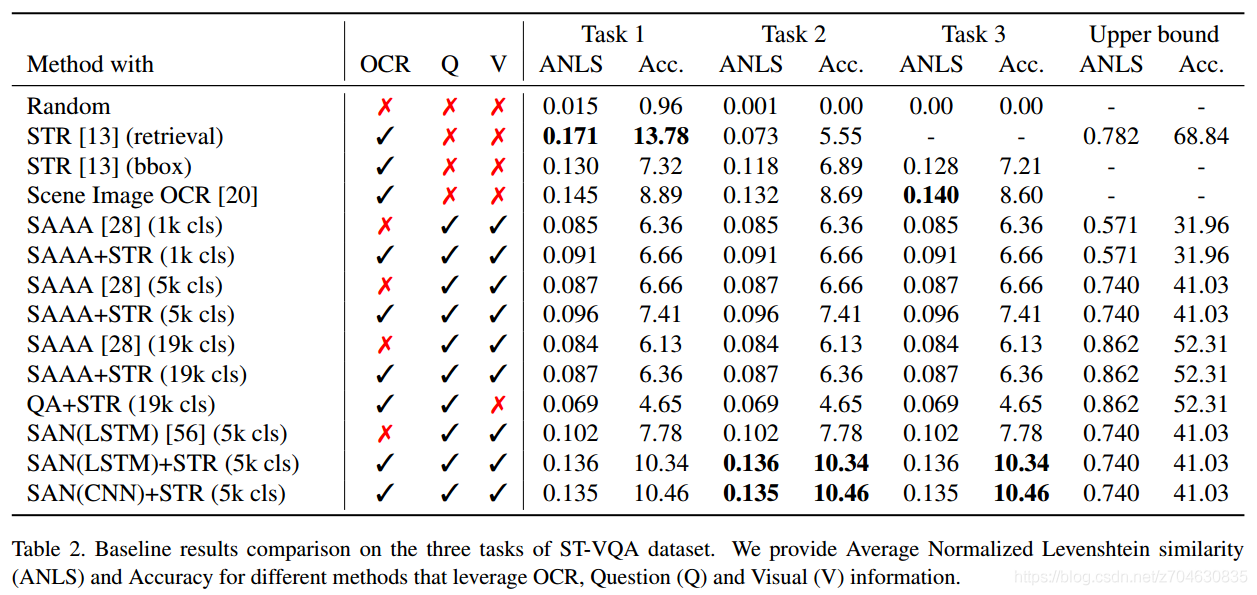 Task 1 Task 2 Task 3 Upper bound
Method with OCR Q V ANLS Acc. ANLS Acc. ANLS Acc. ANLS Acc.
Random ✗ ✗ ✗ 0.015 0.96 0.001 0.00 0.00 0.00 - -
STR [13] (retrieval) ✓ ✗ ✗ 0.171 13.78 0.073 5.55 - - 0.782 68.84
STR [13] (bbox) ✓ ✗ ✗ 0.130 7.32 0.118 6.89 0.128 7.21 - -
Scene Image OCR [20] ✓ ✗ ✗ 0.145 8.89 0.132 8.69 0.140 8.60 - -
SAAA [28] (1k cls) ✗ ✓ ✓ 0.085 6.36 0.085 6.36 0.085 6.36 0.571 31.96
SAAA+STR (1k cls) ✓ ✓ ✓ 0.091 6.66 0.091 6.66 0.091 6.66 0.571 31.96
SAAA [28] (5k cls) ✗ ✓ ✓ 0.087 6.66 0.087 6.66 0.087 6.66 0.740 41.03
SAAA+STR (5k cls) ✓ ✓ ✓ 0.096 7.41 0.096 7.41 0.096 7.41 0.740 41.03
SAAA [28] (19k cls) ✗ ✓ ✓ 0.084 6.13 0.084 6.13 0.084 6.13 0.862 52.31
SAAA+STR (19k cls) ✓ ✓ ✓ 0.087 6.36 0.087 6.36 0.087 6.36 0.862 52.31
QA+STR (19k cls) ✓ ✓ ✗ 0.069 4.65 0.069 4.65 0.069 4.65 0.862 52.31
SAN(LSTM) [56] (5k cls) ✗ ✓ ✓ 0.102 7.78 0.102 7.78 0.102 7.78 0.740 41.03
SAN(LSTM)+STR (5k cls) ✓ ✓ ✓ 0.136 10.34 0.136 10.34 0.136 10.34 0.740 41.03
SAN(CNN)+STR (5k cls) ✓ ✓ ✓ 0.135 10.46 0.135 10.46 0.135 10.46 0.740 41.03
Table 2. Baseline results comparison on the three tasks of ST-VQA dataset. We provide Average Normalized Levenshtein similarity
(ANLS) and Accuracy for different methods that leverage OCR, Question (Q) and Visual (V) information.
https://blog.csdn.net/z704630835